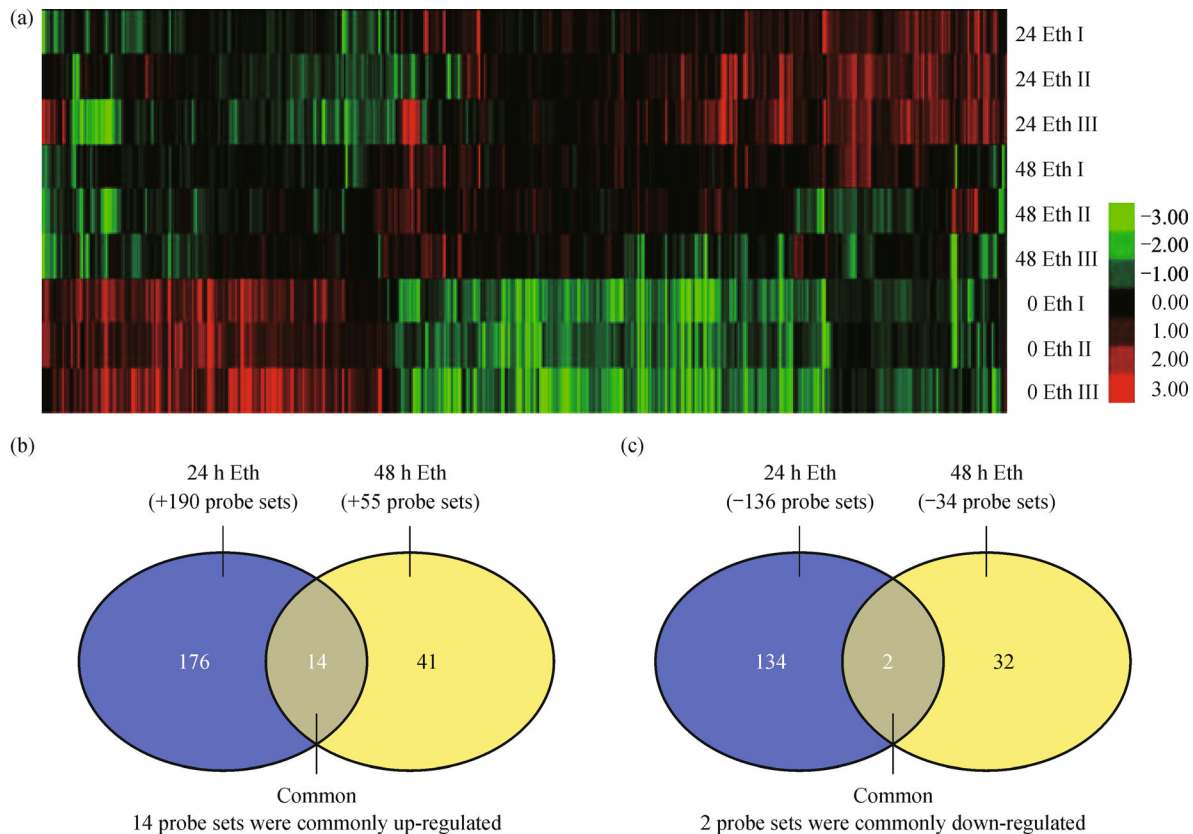 (a)
24 Eth I
24 Eth II
24 Eth III
48 Eth I
48 Eth II
48 Eth III
0 Eth I
0 Eth II
0 Eth III
−3.00
−2.00
−1.00
0.00
1.00
2.00
3.00
(b)
24 h Eth
(+190 probe sets)
48 h Eth
(+55 probe sets)
176
14
41
Common
14 probe sets were commonly up-regulated
(c)
24 h Eth
(−136 probe sets)
48 h Eth
(−34 probe sets)
134
2
32
Common
2 probe sets were commonly down-regulated